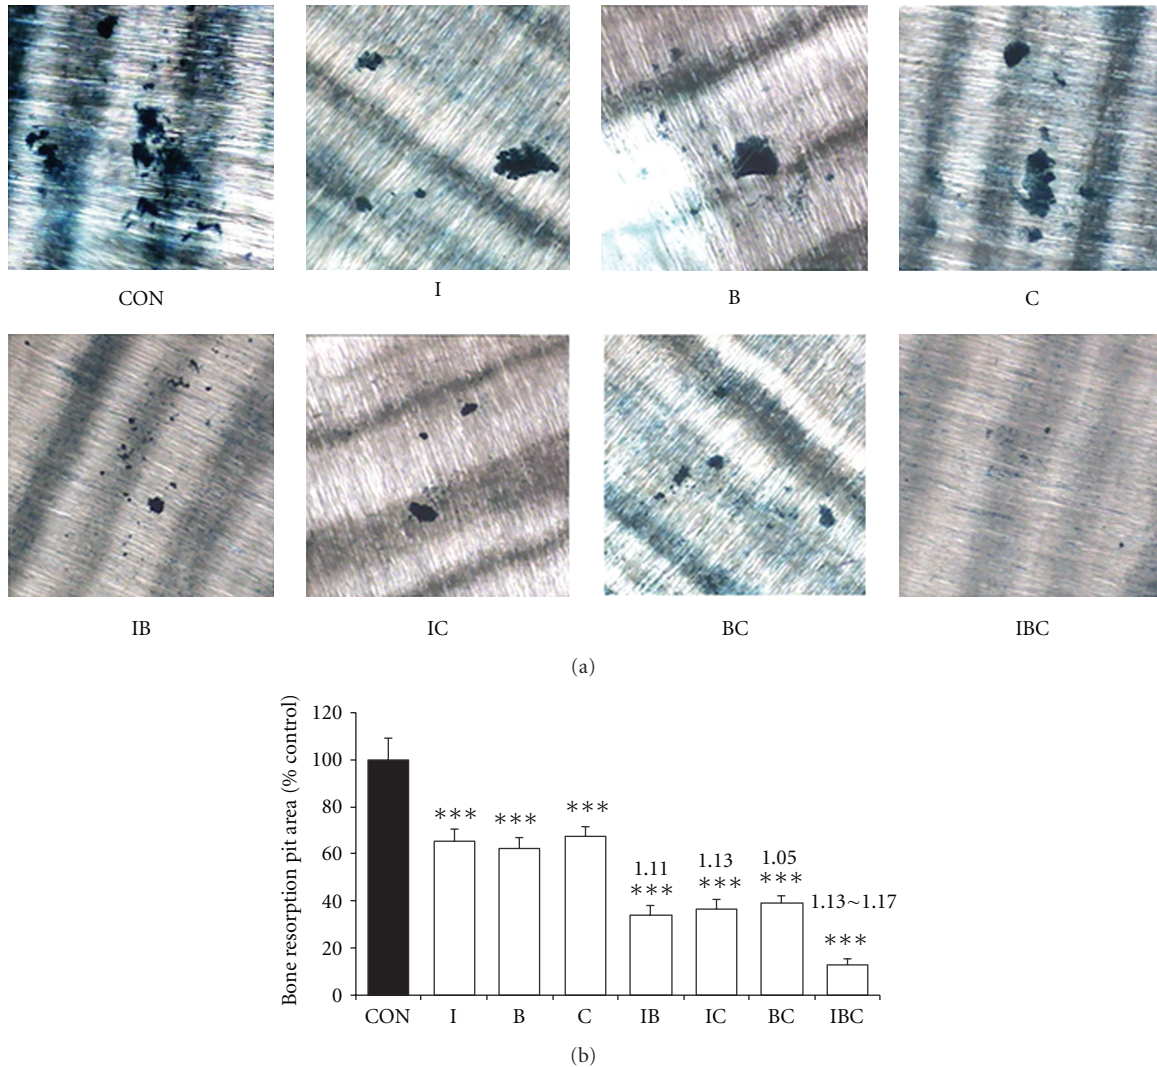 CON
I
B
C
IB
IC
BC
IBC
(a)
Bone resorption pit area (% control)
120
100
80
60
40
20
0
***
***
***
1.11
***
1.13
***
1.05
***
1.13~1.17
***
CON
I
B
C
IB
IC
BC
IBC
(b)